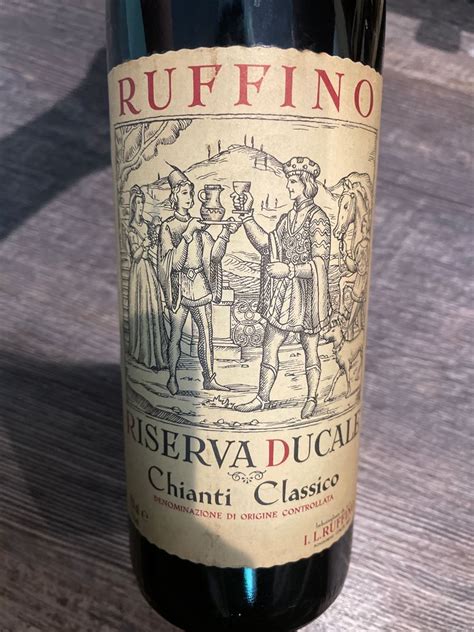 RUFFINO
RISERVA DUCALE
Chianti Classico
DENOMINAZIONE DI ORIGINE CONTROLLATA
I. L. RUFFINO